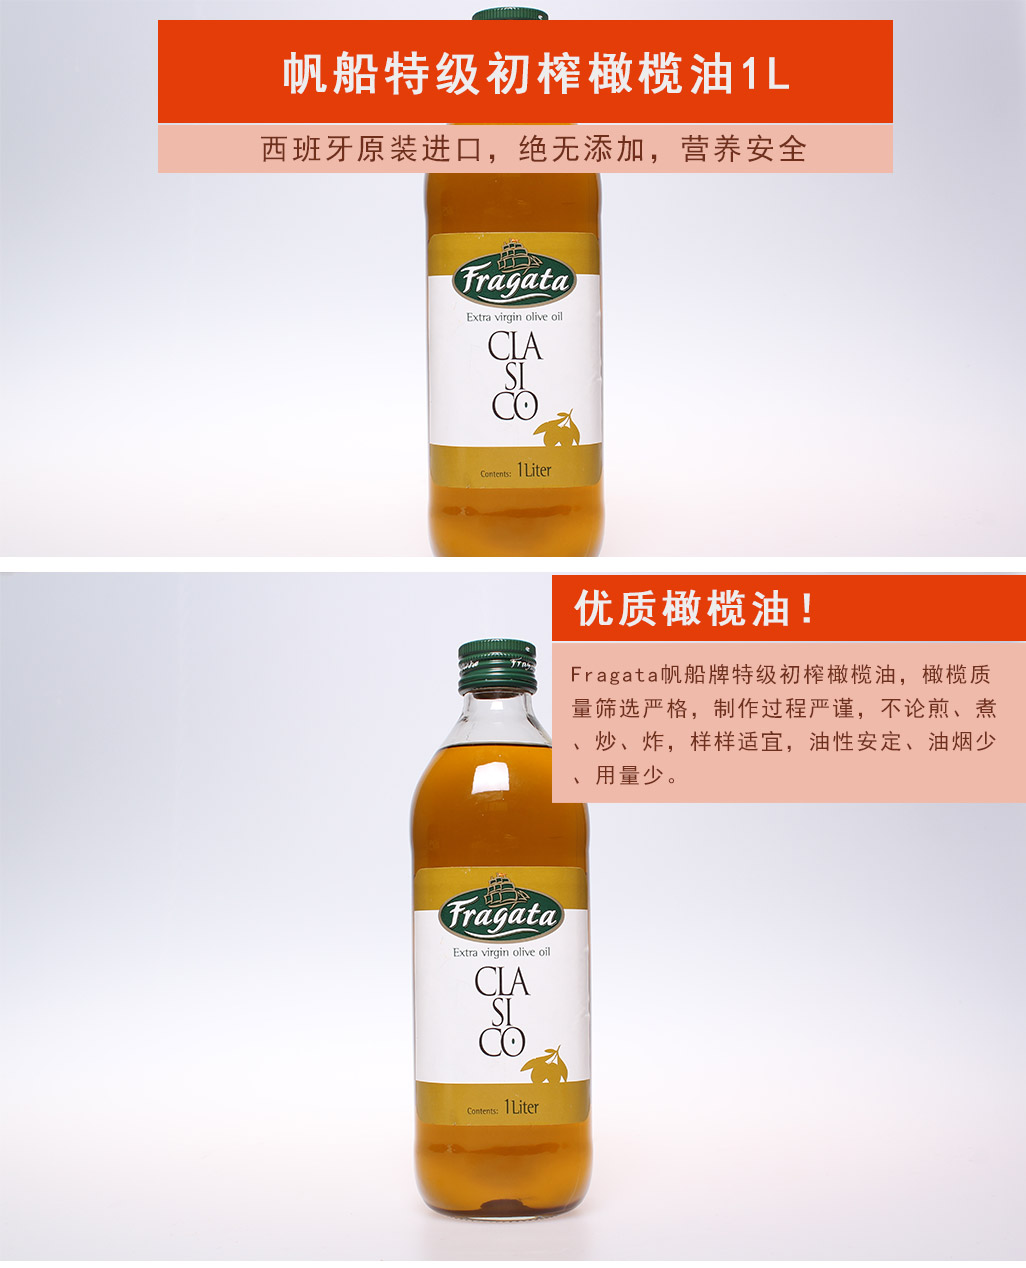 帆船特级初榨橄榄油1L
西班牙原装进口，绝无添加，营养安全
Fragata
Extra virgin olive oil
CLA
SI
CO
Contents: 1Liter
优质橄榄油！
Fragata帆船牌特级初榨橄榄油，橄榄质
量筛选严格，制作过程严谨，不论煎、煮
、炒、炸，样样适宜，油性安定、油烟少
、用量少。
Fragata
Extra virgin olive oil
CLA
SI
CO
Contents: 1Liter